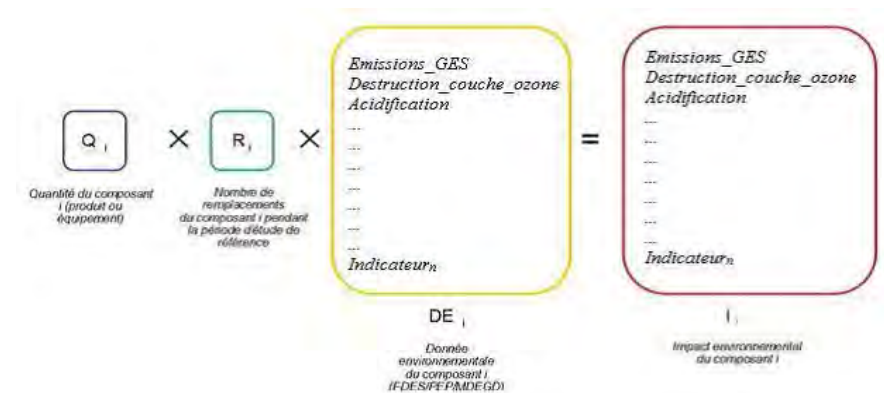 Q i
×
R i
×
=
Quantité du composant
i (produit ou
équipement)
Nombre de
remplacements
du composant i pendant
la période d'étude de
référence
Emissions_GES
Destruction_couche_ozone
Acidification
...
...
...
...
...
...
...
Indicateurn
DE i
Donnée
environnementale
du composant i
(FDES/PEP/MDEGD)
Emissions_GES
Destruction_couche_ozone
Acidification
...
...
...
...
...
...
...
Indicateurn
I i
Impact environnemental
du composant i